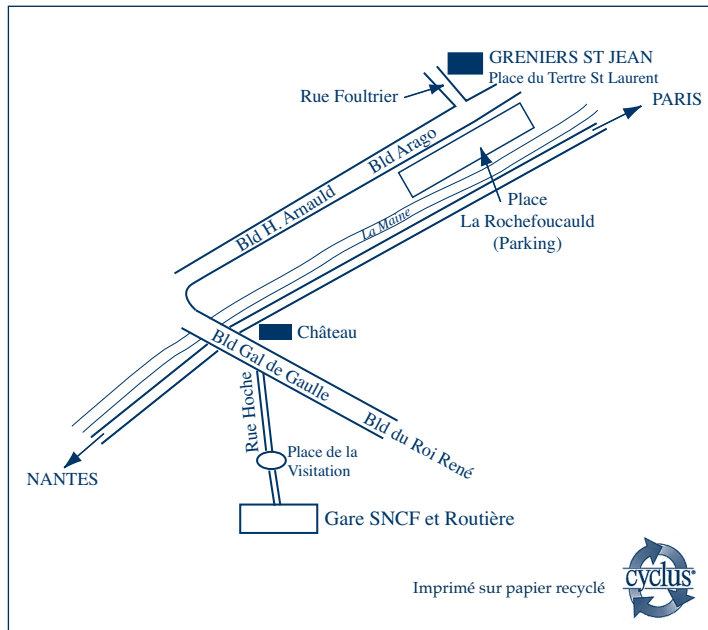 GRENIERS ST JEAN
Place du Tertre St Laurent
Rue Foultrier
PARIS
Bld Arago
Place
La Rochefoucauld
(Parking)
Bld H. Arnauld
La Maine
Château
Bld Gal de Gaulle
Rue Hoche
Bld du Roi René
Place de la
Visitation
NANTES
Gare SNCF et Routière
Imprimé sur papier recyclé
cyclus®